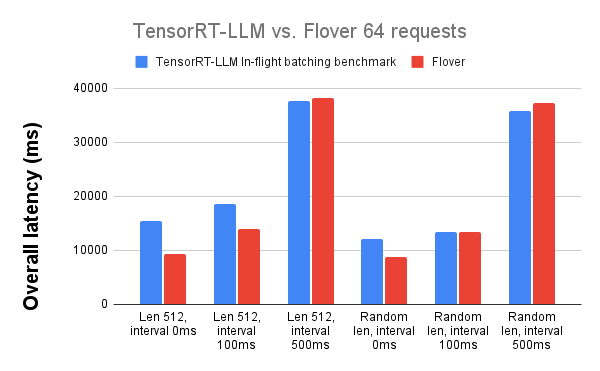 TensorRT-LLM vs. Flover 64 requests
TensorRT-LLM In-flight batching benchmark
Flover
Overall latency (ms)
40000
30000
20000
10000
0
Len 512,
interval 0ms
Len 512,
interval
100ms
Len 512,
interval
500ms
Random
len, interval
0ms
Random
len, interval
100ms
Random
len, interval
500ms